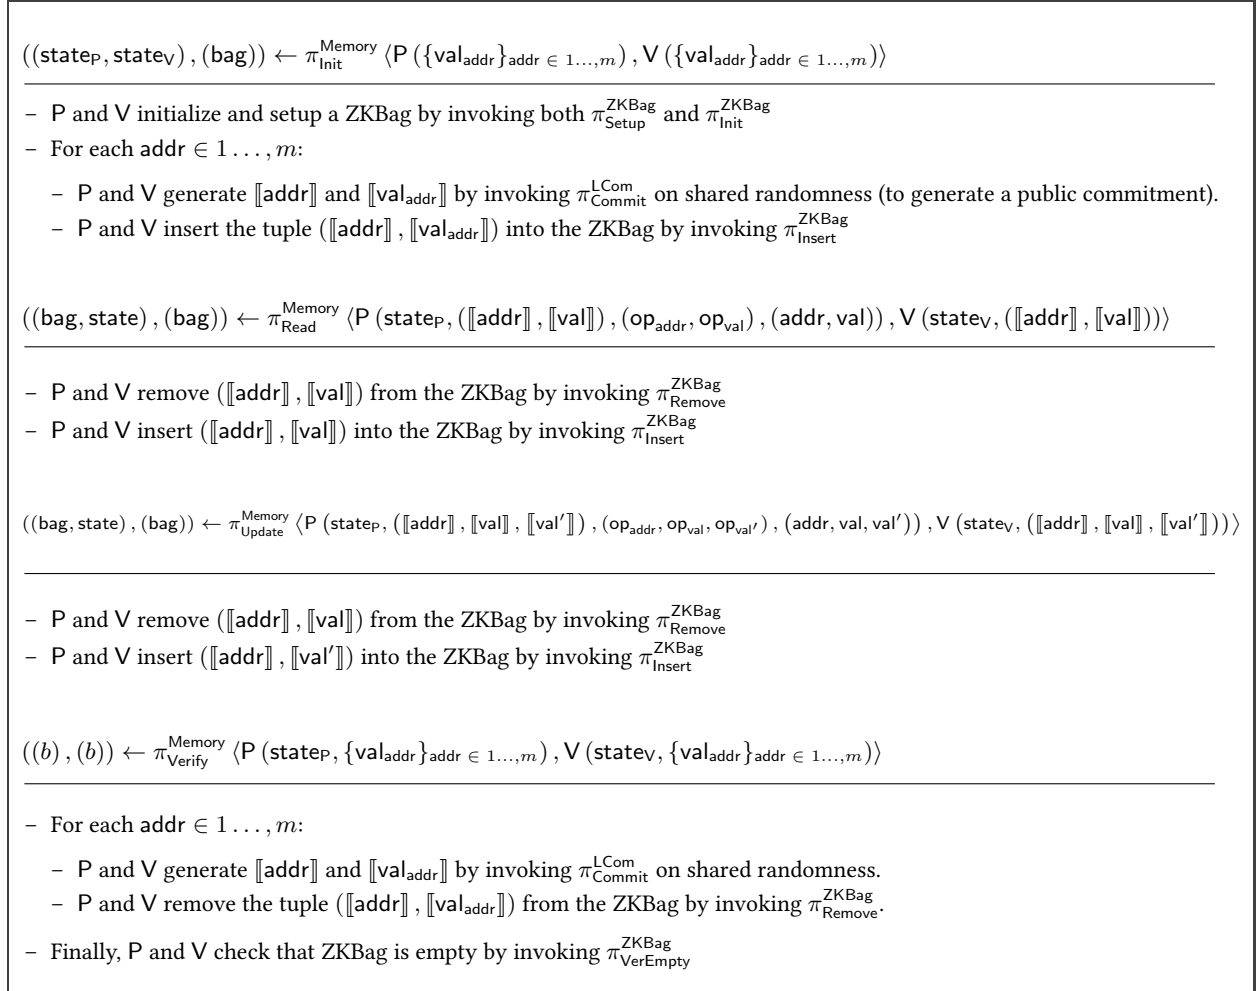 ((state_P, state_V), (bag)) ← π^Memory_Init ⟨P ({val_addr}_addr ∈ 1...,m), V ({val_addr}_addr ∈ 1...,m)⟩
– P and V initialize and setup a ZKBag by invoking both π^ZKBag_Setup and π^ZKBag_Init
– For each addr ∈ 1 . . . , m:
– P and V generate ⟦addr⟧ and ⟦val_addr⟧ by invoking π^LCom_Commit on shared randomness (to generate a public commitment).
– P and V insert the tuple (⟦addr⟧, ⟦val_addr⟧) into the ZKBag by invoking π^ZKBag_Insert
((bag, state), (bag)) ← π^Memory_Read ⟨P (state_P, (⟦addr⟧, ⟦val⟧), (op_addr, op_val), (addr, val)), V (state_V, (⟦addr⟧, ⟦val⟧))⟩
– P and V remove (⟦addr⟧, ⟦val⟧) from the ZKBag by invoking π^ZKBag_Remove
– P and V insert (⟦addr⟧, ⟦val⟧) into the ZKBag by invoking π^ZKBag_Insert
((bag, state), (bag)) ← π^Memory_Update ⟨P (state_P, (⟦addr⟧, ⟦val⟧, ⟦val′⟧), (op_addr, op_val, op_val′), (addr, val, val′)), V (state_V, (⟦addr⟧, ⟦val⟧, ⟦val′⟧))⟩
– P and V remove (⟦addr⟧, ⟦val⟧) from the ZKBag by invoking π^ZKBag_Remove
– P and V insert (⟦addr⟧, ⟦val′⟧) into the ZKBag by invoking π^ZKBag_Insert
((b), (b)) ← π^Memory_Verify ⟨P (state_P, {val_addr}_addr ∈ 1...,m), V (state_V, {val_addr}_addr ∈ 1...,m)⟩
– For each addr ∈ 1 . . . , m:
– P and V generate ⟦addr⟧ and ⟦val_addr⟧ by invoking π^LCom_Commit on shared randomness.
– P and V remove the tuple (⟦addr⟧, ⟦val_addr⟧) from the ZKBag by invoking π^ZKBag_Remove.
– Finally, P and V check that ZKBag is empty by invoking π^ZKBag_VerEmpty